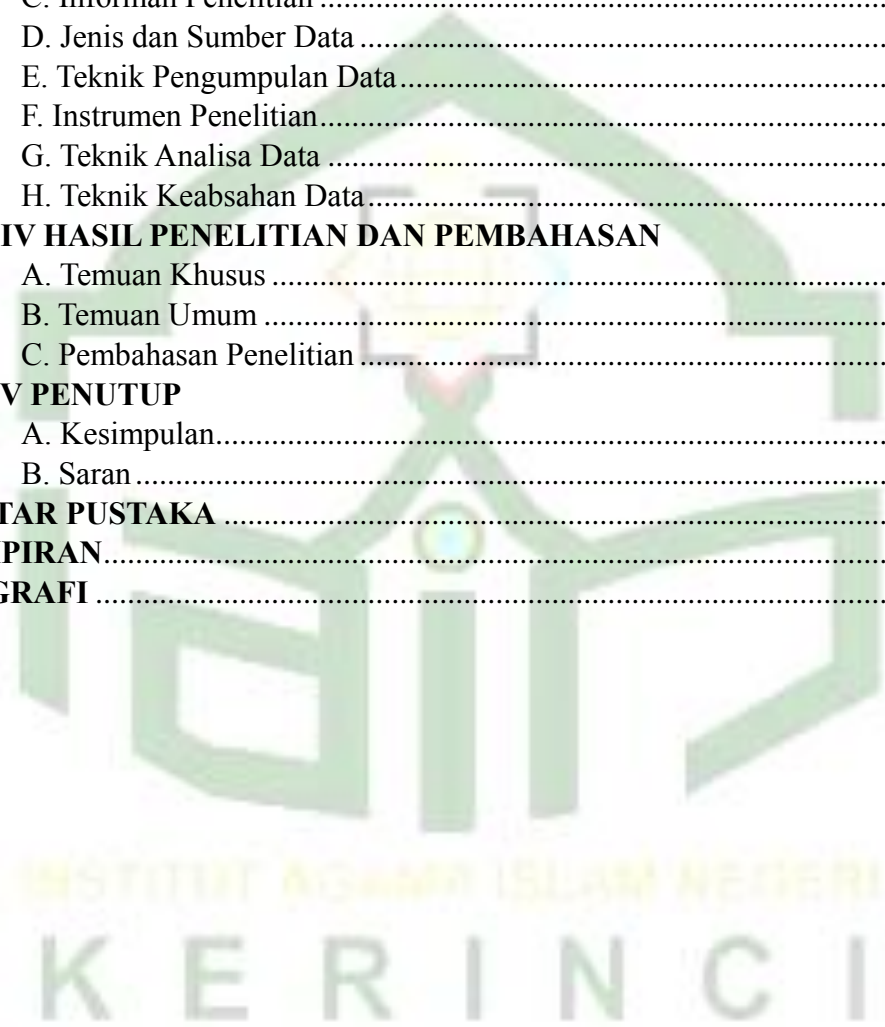 C. Informan Penelitian
D. Jenis dan Sumber Data
E. Teknik Pengumpulan Data
F. Instrumen Penelitian
G. Teknik Analisa Data
H. Teknik Keabsahan Data
IV HASIL PENELITIAN DAN PEMBAHASAN
A. Temuan Khusus
B. Temuan Umum
C. Pembahasan Penelitian
V PENUTUP
A. Kesimpulan
B. Saran
TAR PUSTAKA
PIRAN
GRAFI
INSTITUT AGAMA ISLAM NEGERI
KERINCI